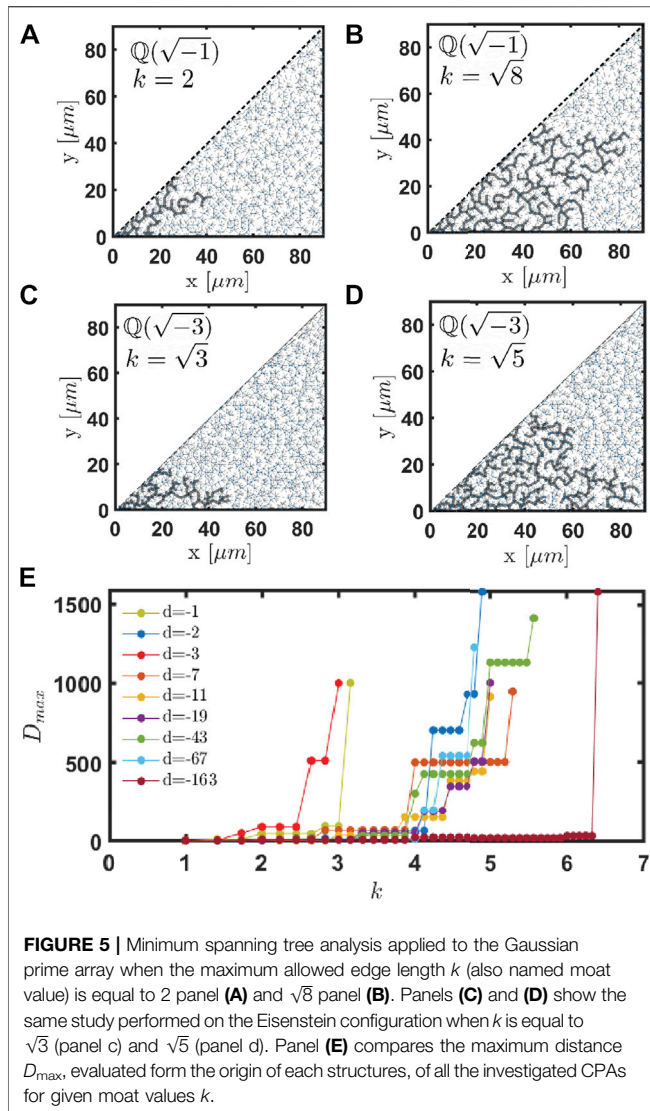 A
ℚ(√−1)
k = 2
y [μm]
80
60
40
20
0
0 20 40 60 80
x [μm]
B
ℚ(√−1)
k = √8
y [μm]
80
60
40
20
0
0 20 40 60 80
x [μm]
C
ℚ(√−3)
k = √3
y [μm]
80
60
40
20
0
0 20 40 60 80
x [μm]
D
ℚ(√−3)
k = √5
y [μm]
80
60
40
20
0
0 20 40 60 80
x [μm]
E
1500
1000
500
0
D_max
d=-1
d=-2
d=-3
d=-7
d=-11
d=-19
d=-43
d=-67
d=-163
0 1 2 3 4 5 6 7
k
FIGURE 5 | Minimum spanning tree analysis applied to the Gaussian
prime array when the maximum allowed edge length k (also named moat
value) is equal to 2 panel (A) and √8 panel (B). Panels (C) and (D) show the
same study performed on the Eisenstein configuration when k is equal to
√3 (panel c) and √5 (panel d). Panel (E) compares the maximum distance
D_max, evaluated form the origin of each structures, of all the investigated CPAs
for given moat values k.